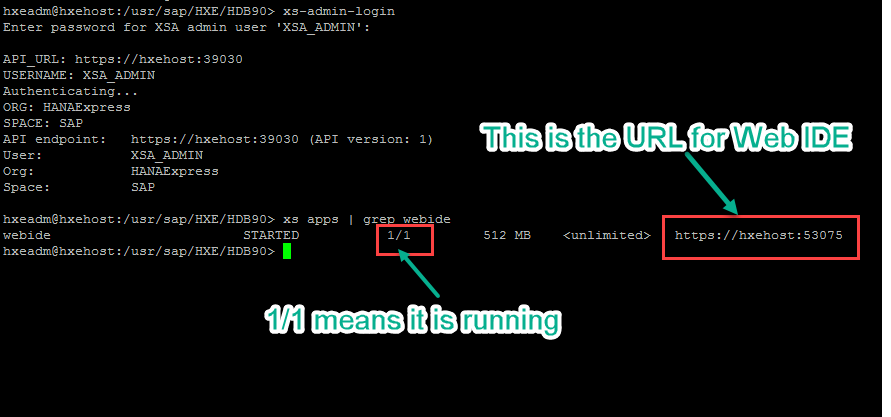 hxeadm@hxehost:/usr/sap/HXE/HDB90> xs-admin-login
Enter password for XSA admin user 'XSA_ADMIN':
API_URL: https://hxehost:39030
USERNAME: XSA_ADMIN
Authenticating...
ORG: HANAExpress
SPACE: SAP
API endpoint:   https://hxehost:39030 (API version: 1)
User:           XSA_ADMIN
Org:            HANAExpress
Space:          SAP
This is the URL for Web IDE
hxeadm@hxehost:/usr/sap/HXE/HDB90> xs apps | grep webide
webide                          STARTED            1/1          512 MB    <unlimited>   https://hxehost:53075
hxeadm@hxehost:/usr/sap/HXE/HDB90>
1/1 means it is running